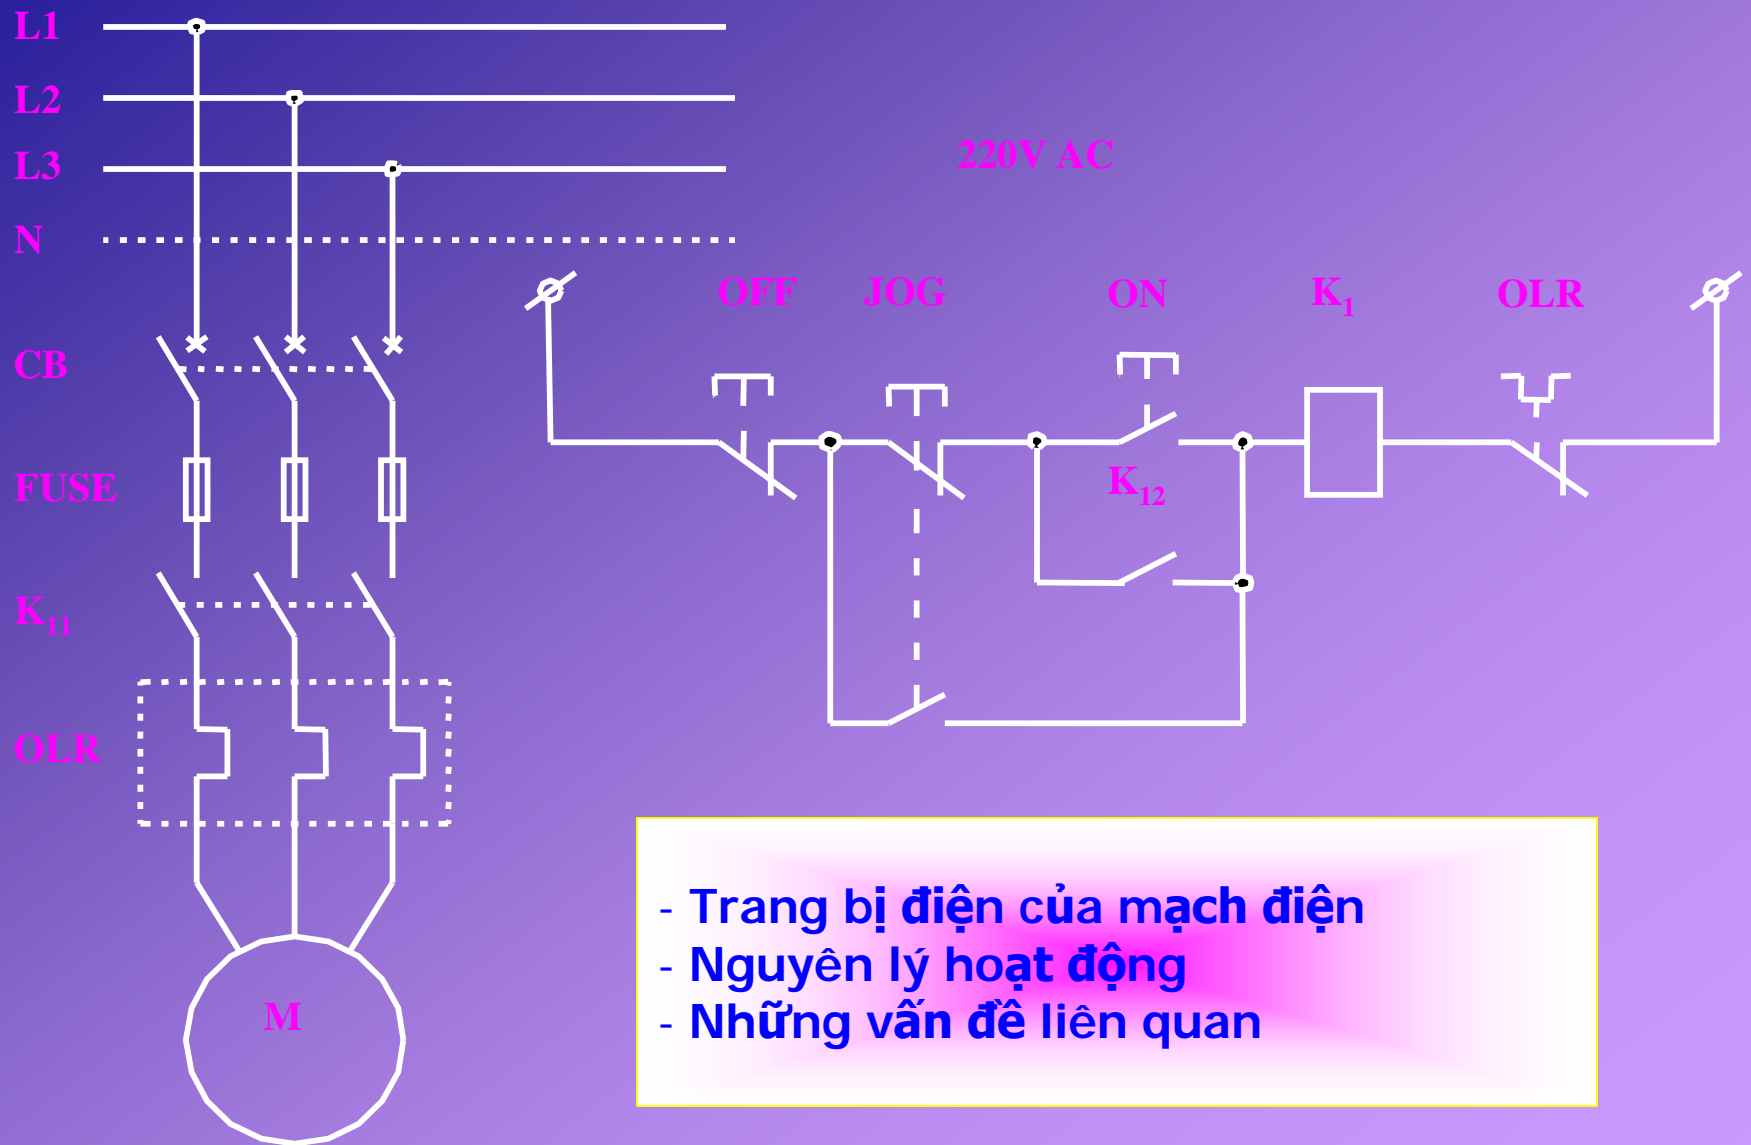 L1
L2
L3
220V AC
N
OFF JOG ON K1 OLR
CB
FUSE
K12
K11
OLR
M
- Trang bị điện của mạch điện
- Nguyên lý hoạt động
- Những vấn đề liên quan